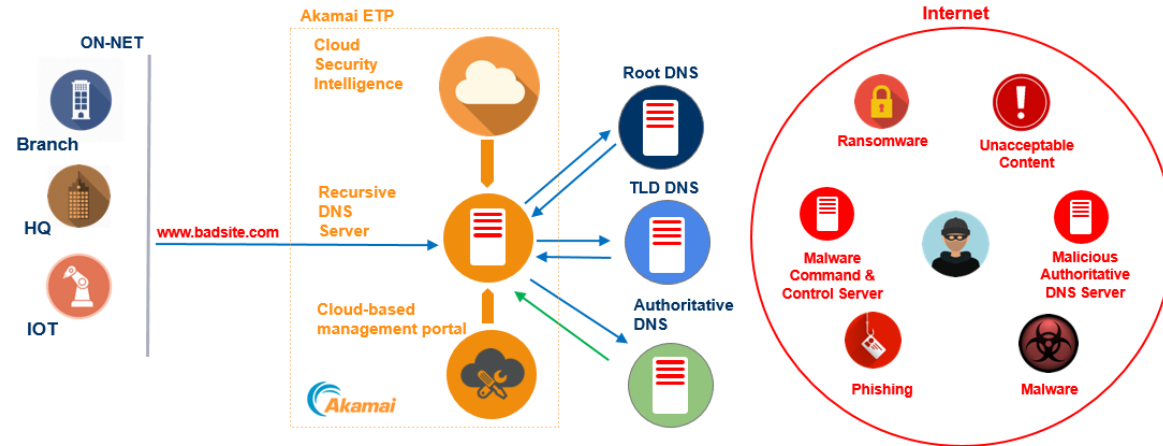 Akamai ETP
Internet
ON-NET
Cloud
Security
Intelligence
Root DNS
Branch
Ransomware
Unacceptable
Content
TLD DNS
Recursive
DNS
Server
HQ
www.badsite.com
Malware
Command &
Control Server
Malicious
Authoritative
DNS Server
Cloud-based
management portal
Authoritative
DNS
IOT
Phishing
Malware
Akamai